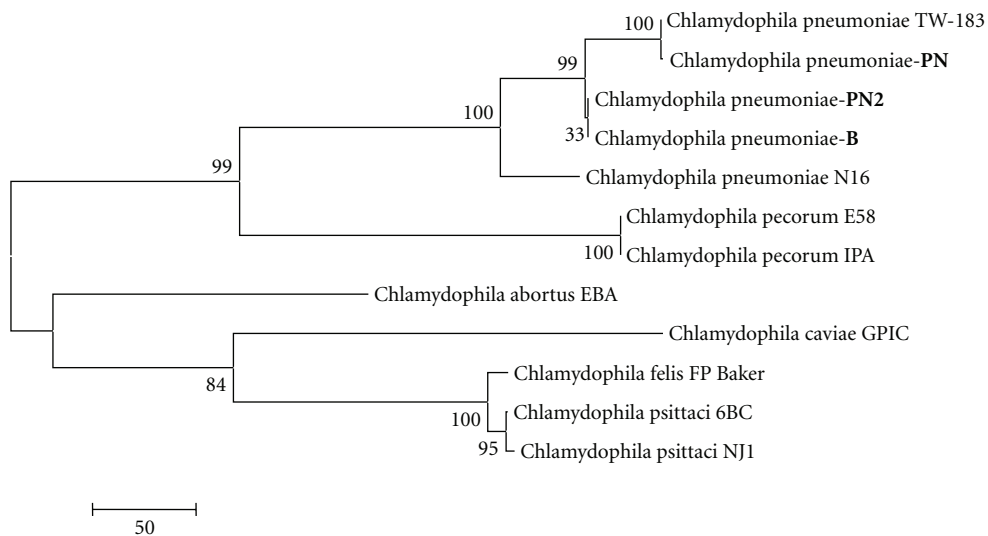 100
Chlamydophila pneumoniae TW-183
Chlamydophila pneumoniae-PN
99
Chlamydophila pneumoniae-PN2
100
33
Chlamydophila pneumoniae-B
99
Chlamydophila pneumoniae N16
Chlamydophila pecorum E58
100
Chlamydophila pecorum IPA
Chlamydophila abortus EBA
Chlamydophila caviae GPIC
84
Chlamydophila felis FP Baker
100
Chlamydophila psittaci 6BC
95
Chlamydophila psittaci NJ1
50